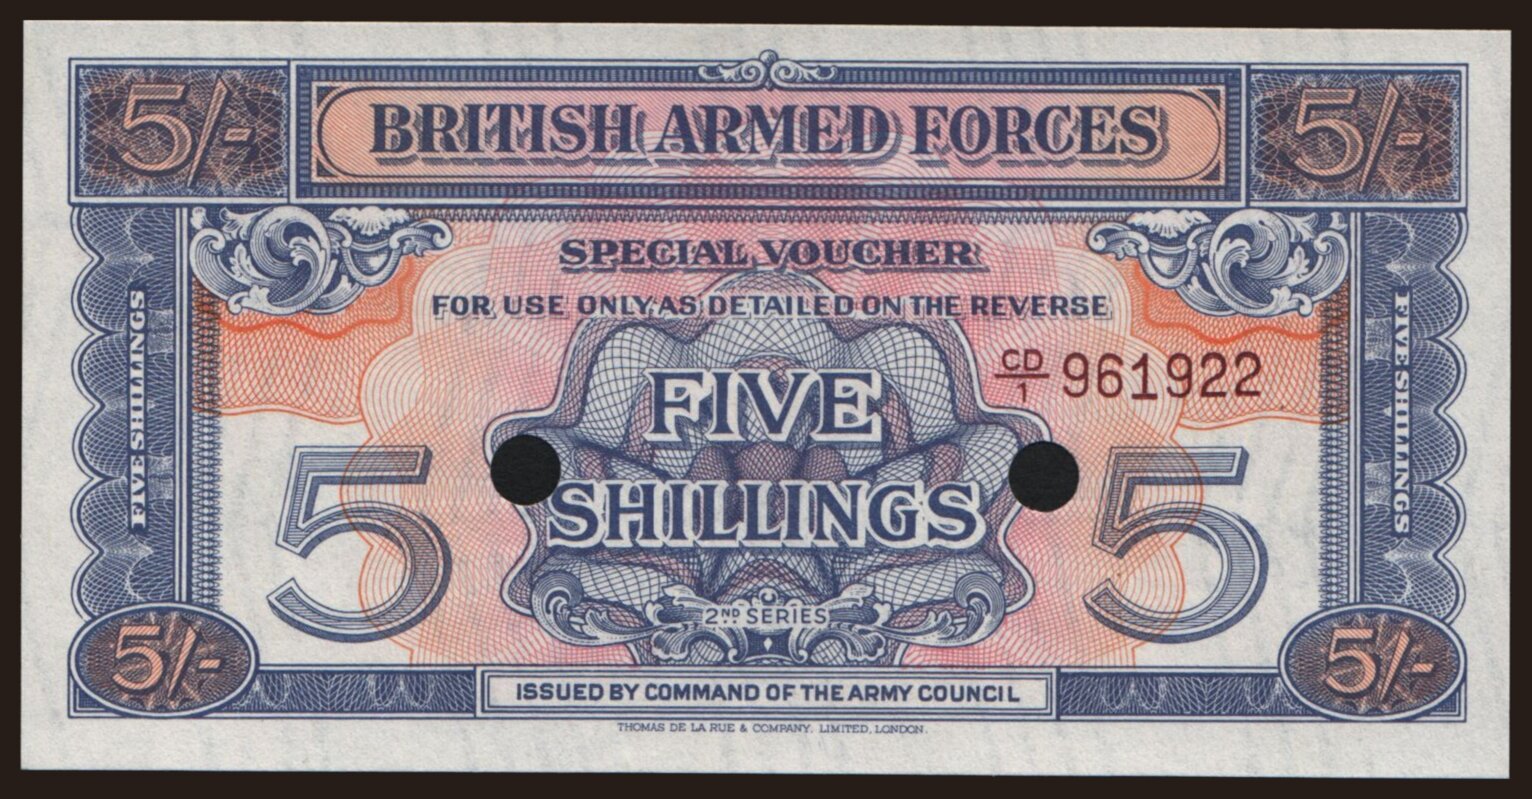 5/- BRITISH ARMED FORCES 5/-
SPECIAL VOUCHER
FOR USE ONLY AS DETAILED ON THE REVERSE
CD/1 961922
FIVE SHILLINGS
FIVE SHILLINGS
FIVE
SHILLINGS
5 5
2ND SERIES
5/- 5/-
ISSUED BY COMMAND OF THE ARMY COUNCIL
THOMAS DE LA RUE & COMPANY, LIMITED, LONDON.